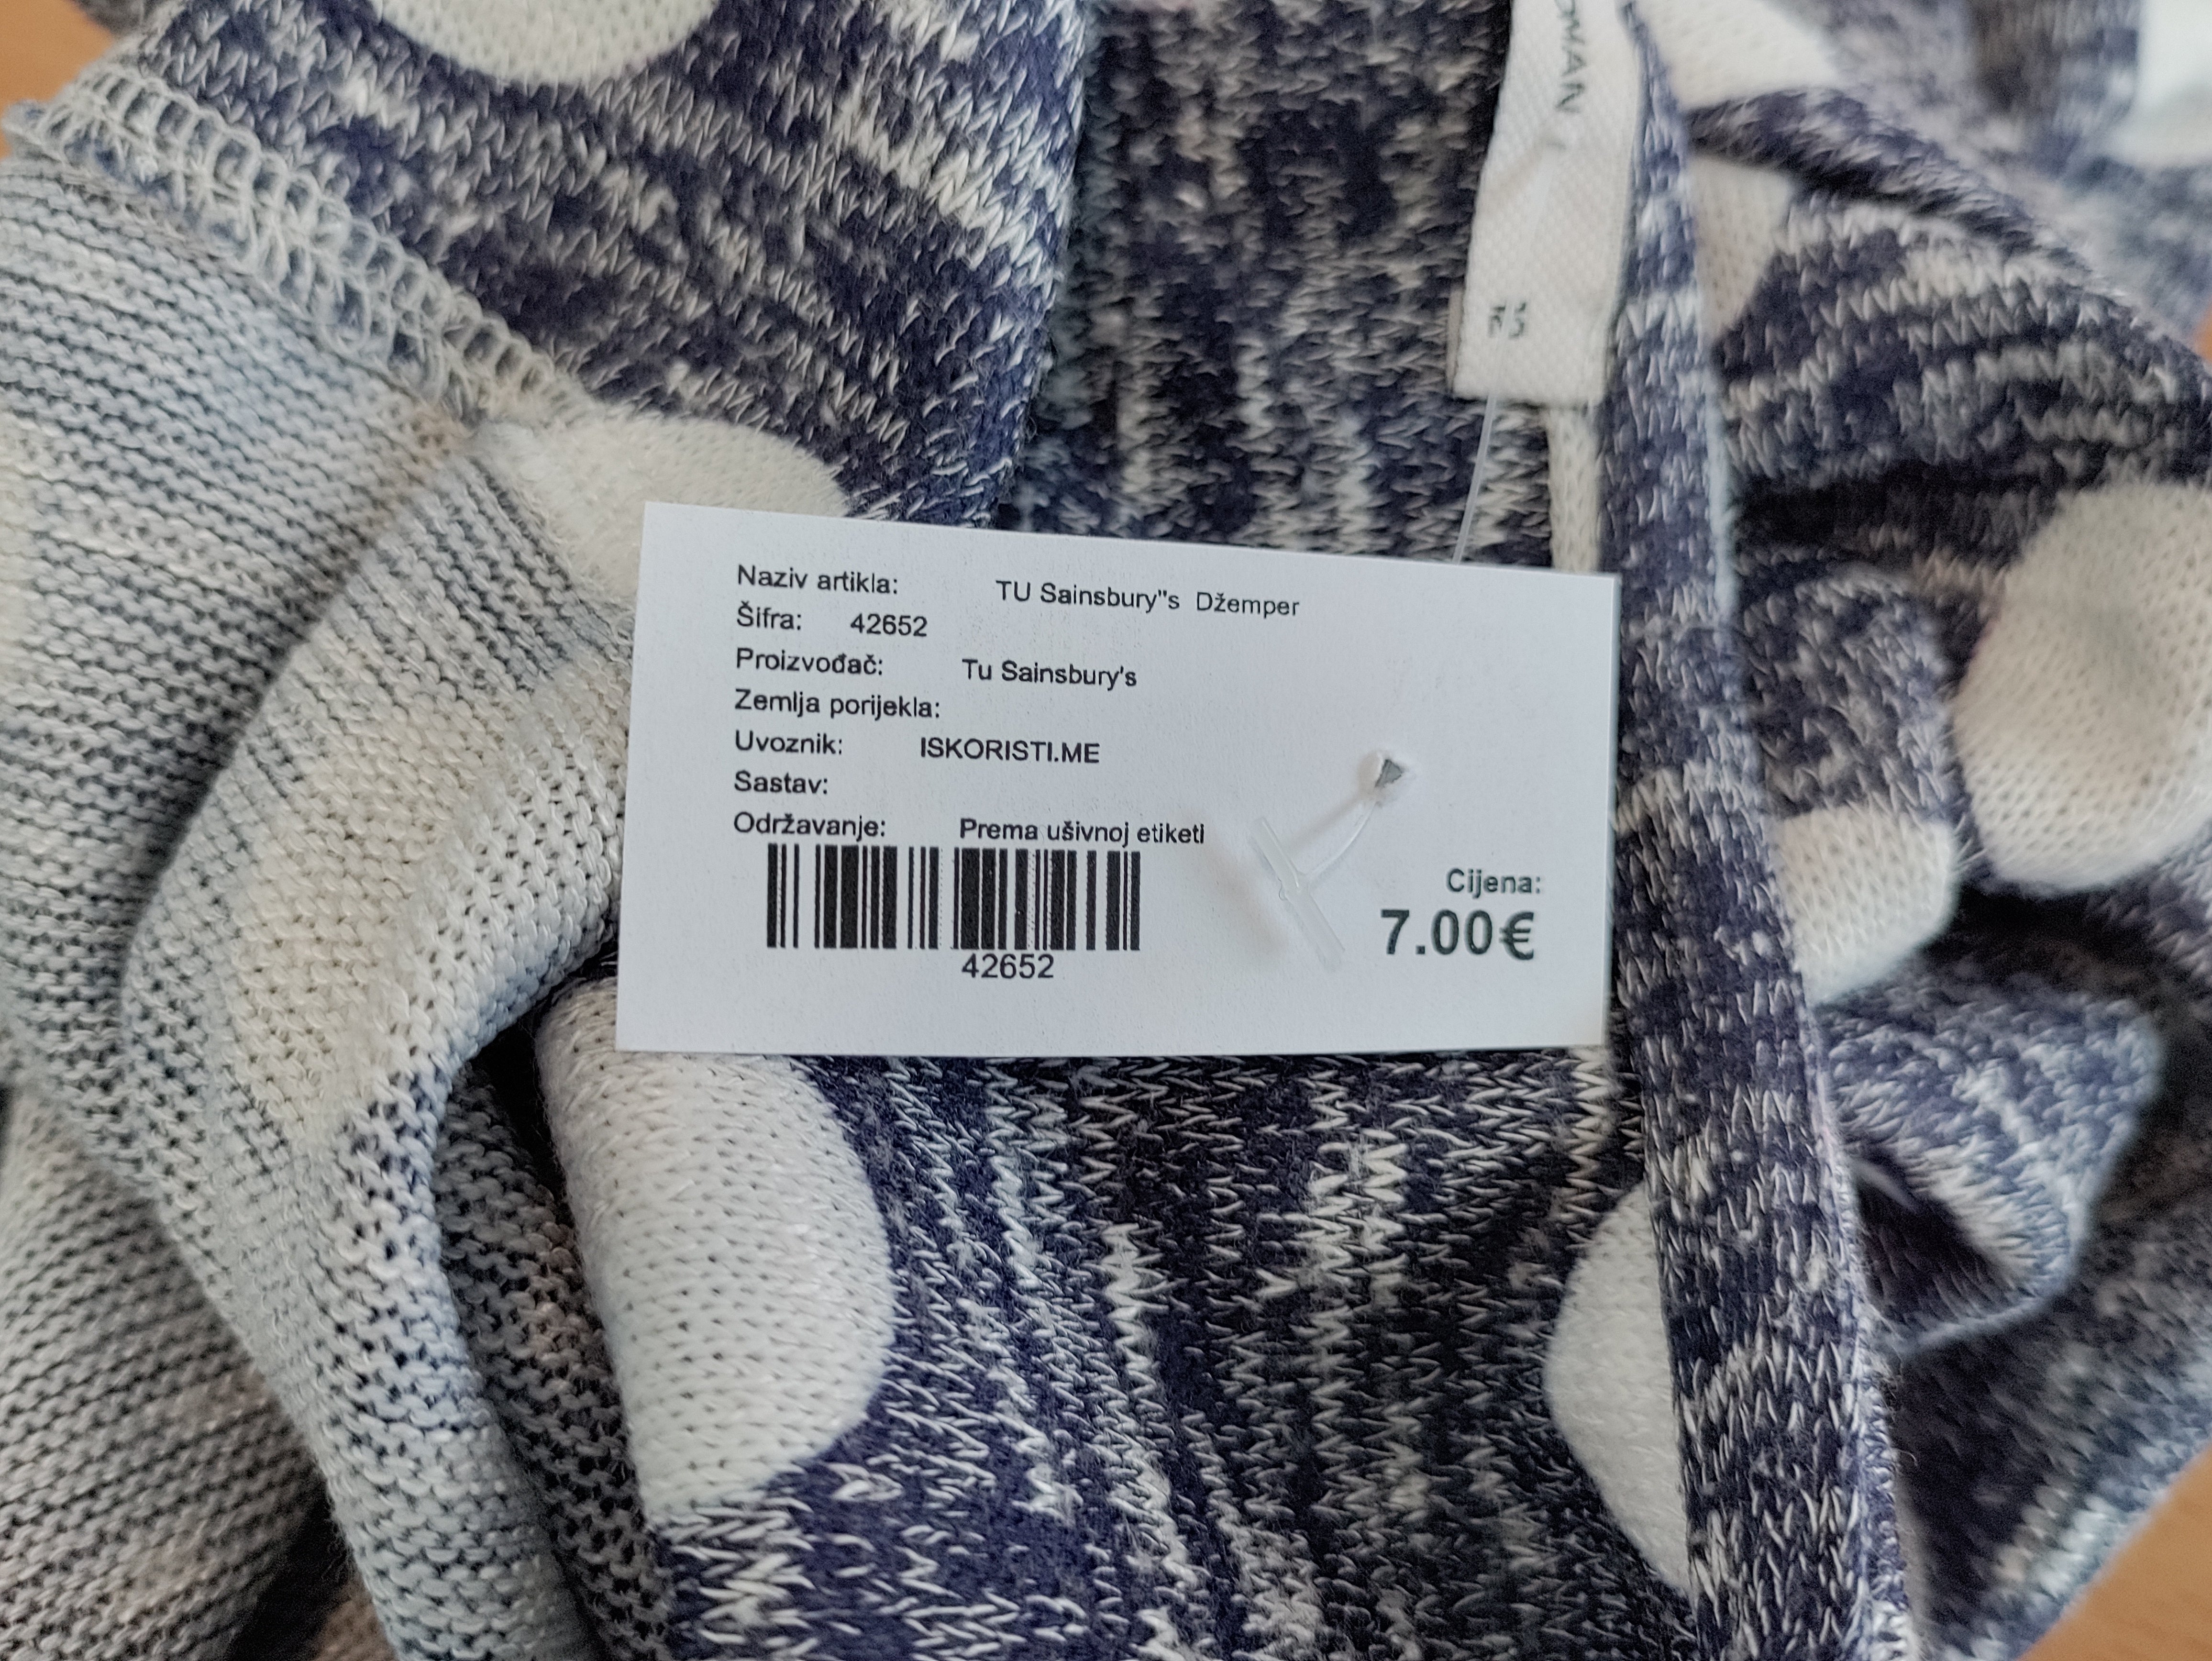 Naziv artikla: TU Sainsbury"s Džemper
Šifra: 42652
Proizvođač: Tu Sainsbury's
Zemlja porijekla:
Uvoznik: ISKORISTI.ME
Sastav:
Održavanje: Prema ušivnoj etiketi
42652
Cijena:
7.00€